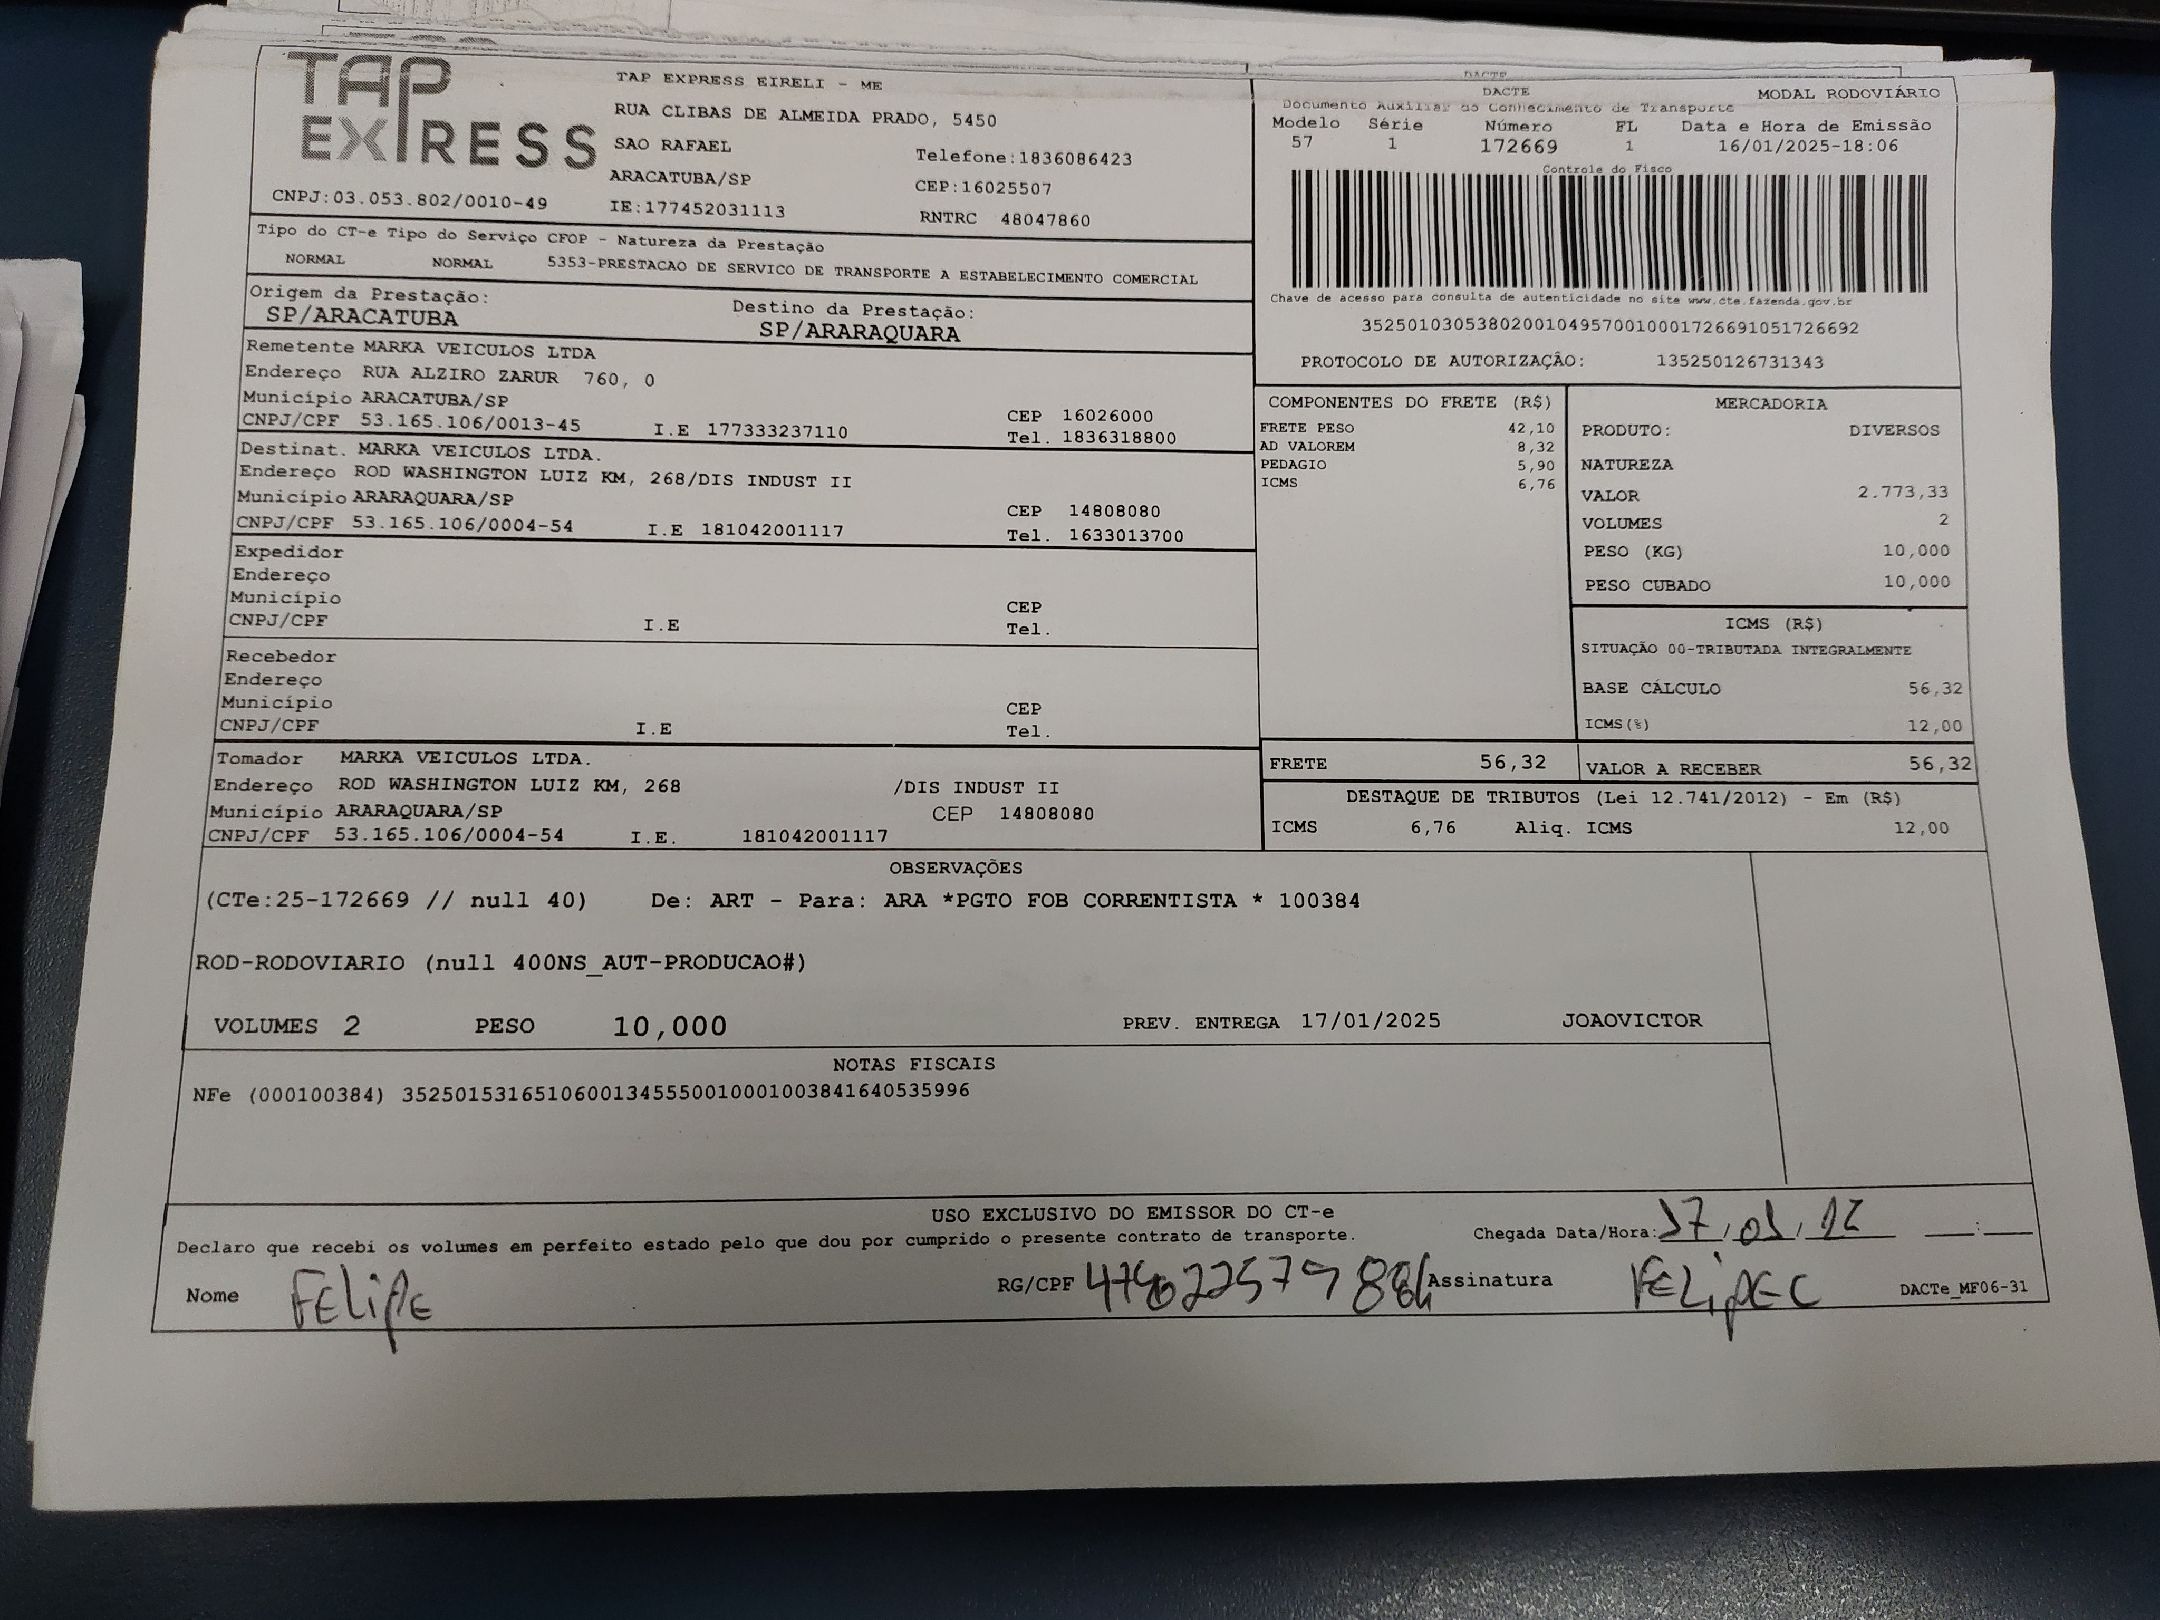 TAP
EXPRESS
CNPJ:03.053.802/0010-49
TAP EXPRESS EIRELI - ME
RUA CLIBAS DE ALMEIDA PRADO, 5450
SAO RAFAEL
Telefone:1836086423
ARACATUBA/SP
CEP:16025507
IE:177452031113
RNTRC 48047860
DACTE
DACTE
MODAL RODOVIÁRIO
Documento Auxiliar do Conhecimento de Transporte
Modelo Série Número FL Data e Hora de Emissão
57 1 172669 1 16/01/2025-18:06
Controle do Fisco
Chave de acesso para consulta de autenticidade no site www.cte.fazenda.gov.br
35250103053802001049570010001726691051726692
PROTOCOLO DE AUTORIZAÇÃO: 135250126731343
Tipo do CT-e Tipo do Serviço CFOP - Natureza da Prestação
NORMAL NORMAL 5353-PRESTACAO DE SERVICO DE TRANSPORTE A ESTABELECIMENTO COMERCIAL
Origem da Prestação: Destino da Prestação:
SP/ARACATUBA SP/ARARAQUARA
Remetente MARKA VEICULOS LTDA
Endereço RUA ALZIRO ZARUR 760, 0
Município ARACATUBA/SP CEP 16026000
CNPJ/CPF 53.165.106/0013-45 I.E 177333237110 Tel. 1836318800
Destinat. MARKA VEICULOS LTDA.
Endereço ROD WASHINGTON LUIZ KM, 268/DIS INDUST II
Município ARARAQUARA/SP CEP 14808080
CNPJ/CPF 53.165.106/0004-54 I.E 181042001117 Tel. 1633013700
Expedidor
Endereço
Município CEP
CNPJ/CPF I.E Tel.
Recebedor
Endereço
Município CEP
CNPJ/CPF I.E Tel.
Tomador MARKA VEICULOS LTDA.
Endereço ROD WASHINGTON LUIZ KM, 268 /DIS INDUST II
Município ARARAQUARA/SP CEP 14808080
CNPJ/CPF 53.165.106/0004-54 I.E. 181042001117
COMPONENTES DO FRETE (R$)
FRETE PESO 42,10
AD VALOREM 8,32
PEDAGIO 5,90
ICMS 6,76
MERCADORIA
PRODUTO: DIVERSOS
NATUREZA
VALOR 2.773,33
VOLUMES 2
PESO (KG) 10,000
PESO CUBADO 10,000
ICMS (R$)
SITUAÇÃO 00-TRIBUTADA INTEGRALMENTE
BASE CÁLCULO 56,32
ICMS(%) 12,00
FRETE 56,32 VALOR A RECEBER 56,32
DESTAQUE DE TRIBUTOS (Lei 12.741/2012) - Em (R$)
ICMS 6,76 Aliq. ICMS 12,00
OBSERVAÇÕES
(CTe:25-172669 // null 40) De: ART - Para: ARA *PGTO FOB CORRENTISTA * 100384
ROD-RODOVIARIO (null 400NS_AUT-PRODUCAO#)
VOLUMES 2 PESO 10,000 PREV. ENTREGA 17/01/2025 JOAOVICTOR
NOTAS FISCAIS
NFe (000100384) 35250153165106001345550010001003841640535996
USO EXCLUSIVO DO EMISSOR DO CT-e
Declaro que recebi os volumes em perfeito estado pelo que dou por cumprido o presente contrato de transporte. Chegada Data/Hora:
Nome FELIPE RG/CPF Assinatura FELIPE C DACTe_MF06-31